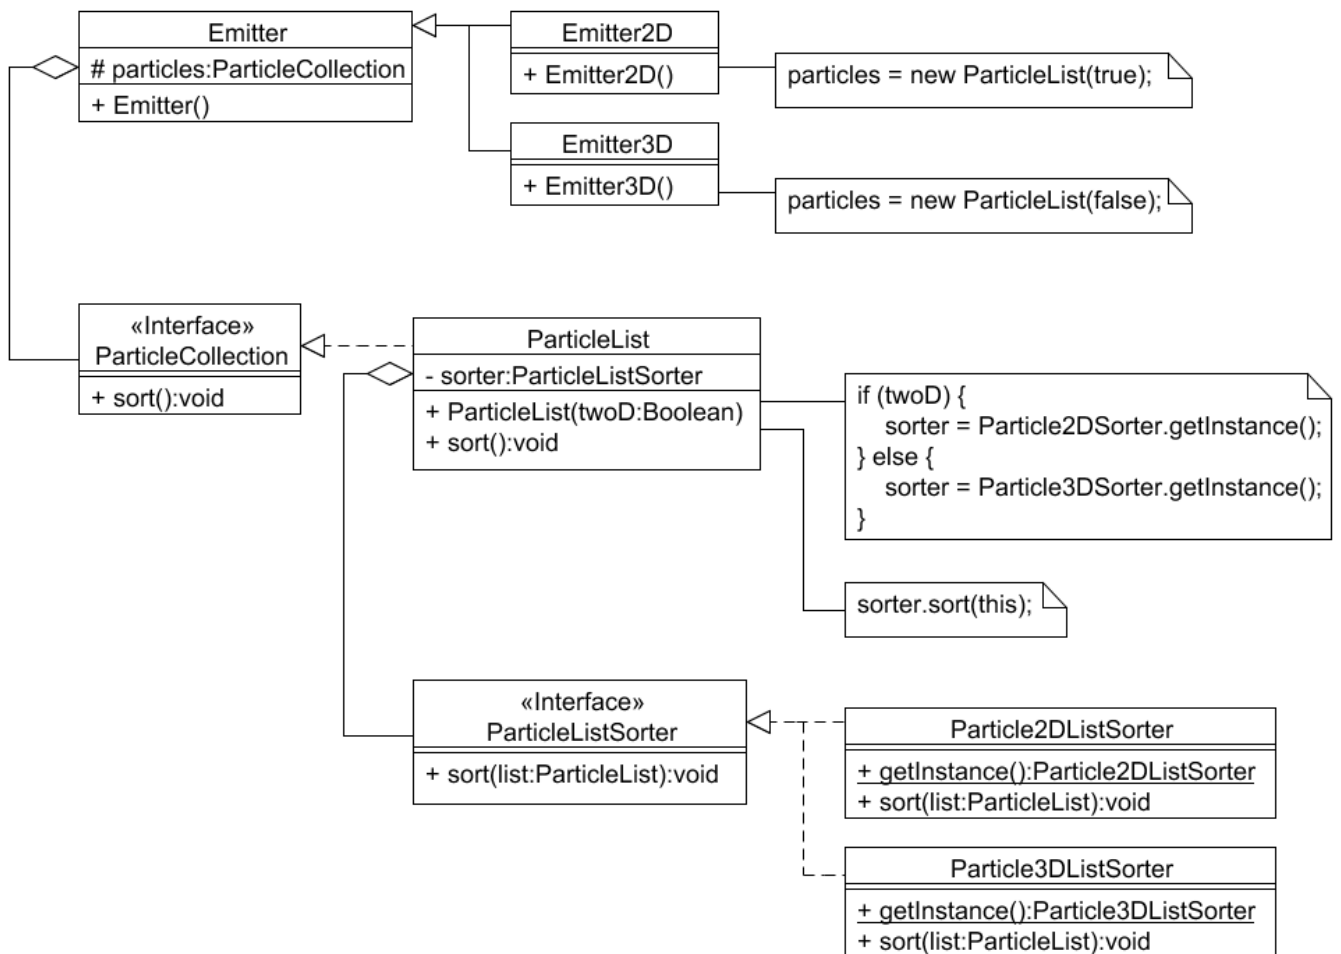 Emitter
# particles:ParticleCollection
+ Emitter()
Emitter2D
+ Emitter2D()
particles = new ParticleList(true);
Emitter3D
+ Emitter3D()
particles = new ParticleList(false);
«Interface»
ParticleCollection
+ sort():void
ParticleList
- sorter:ParticleListSorter
+ ParticleList(twoD:Boolean)
+ sort():void
if (twoD) {
sorter = Particle2DSorter.getInstance();
} else {
sorter = Particle3DSorter.getInstance();
}
sorter.sort(this);
«Interface»
ParticleListSorter
+ sort(list:ParticleList):void
Particle2DListSorter
+ getInstance():Particle2DListSorter
+ sort(list:ParticleList):void
Particle3DListSorter
+ getInstance():Particle3DListSorter
+ sort(list:ParticleList):void